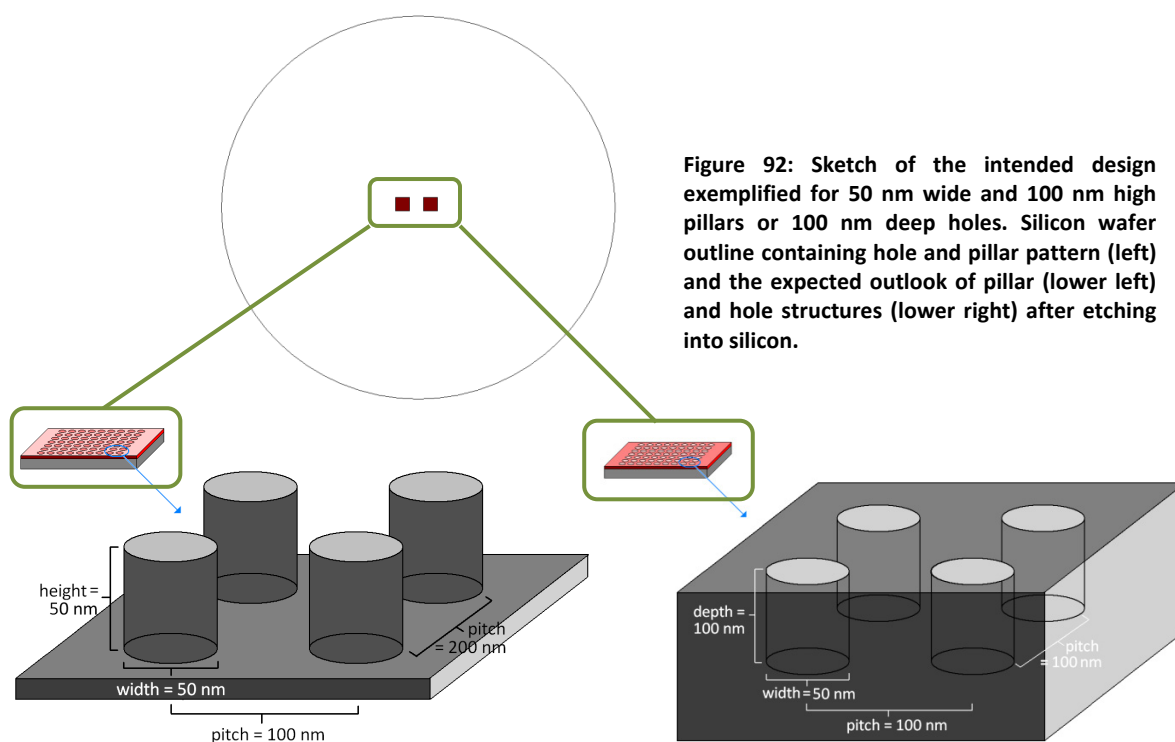 Figure 92: Sketch of the intended design
exemplified for 50 nm wide and 100 nm high
pillars or 100 nm deep holes. Silicon wafer
outline containing hole and pillar pattern (left)
and the expected outlook of pillar (lower left)
and hole structures (lower right) after etching
into silicon.
height =
50 nm
pitch
= 200 nm
width = 50 nm
pitch = 100 nm
depth =
100 nm
pitch
= 100 nm
width = 50 nm
pitch = 100 nm